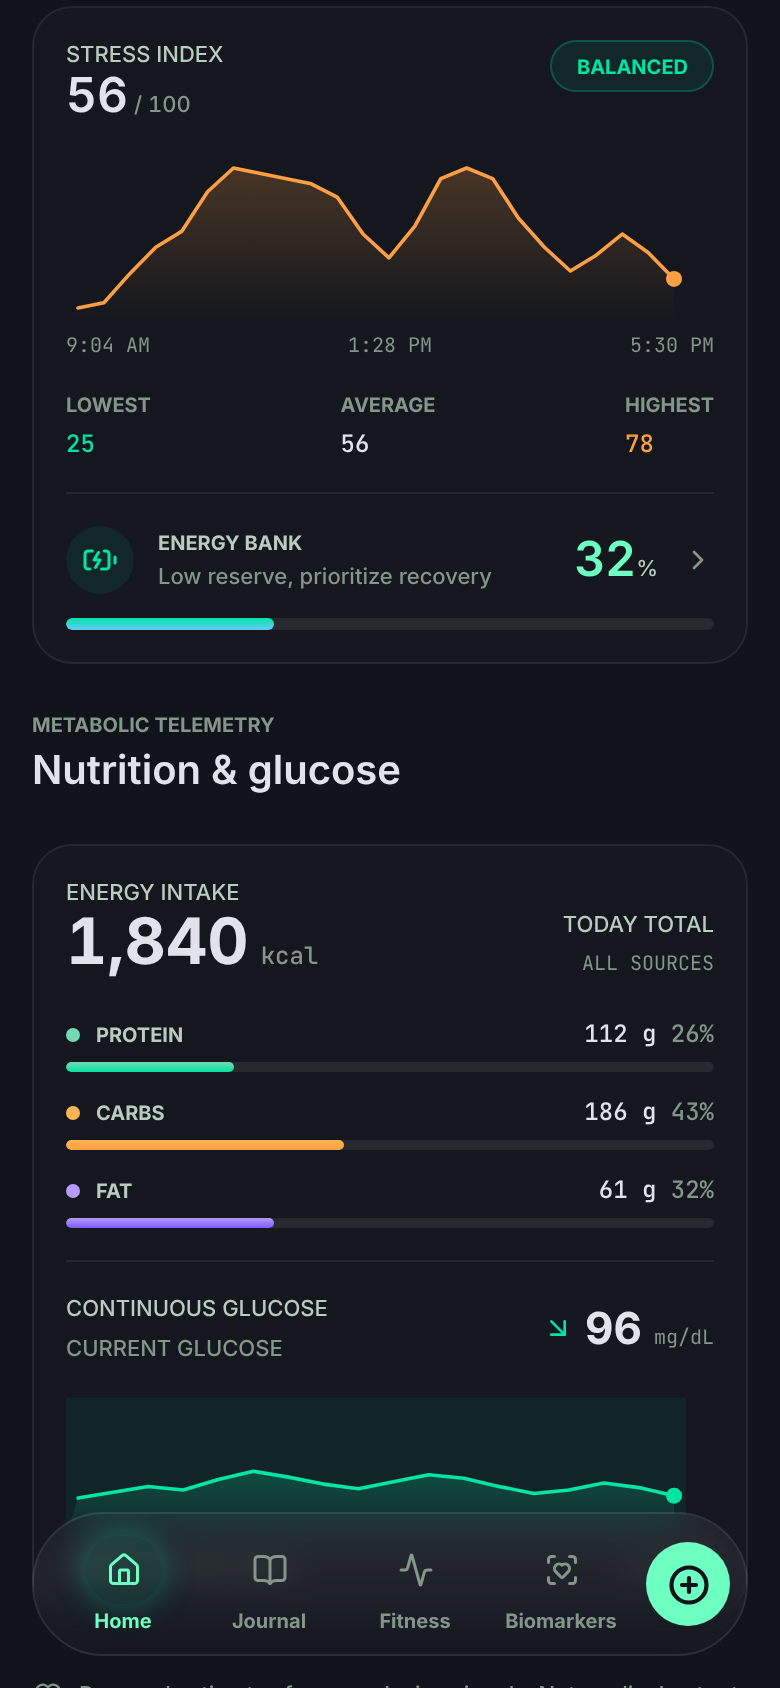 STRESS INDEX
BALANCED
56 / 100
9:04 AM 1:28 PM 5:30 PM
LOWEST AVERAGE HIGHEST
25 56 78
ENERGY BANK
Low reserve, prioritize recovery
32%
METABOLIC TELEMETRY
Nutrition & glucose
ENERGY INTAKE
1,840 kcal
TODAY TOTAL
ALL SOURCES
PROTEIN 112 g 26%
CARBS 186 g 43%
FAT 61 g 32%
CONTINUOUS GLUCOSE
CURRENT GLUCOSE
96 mg/dL
Home Journal Fitness Biomarkers